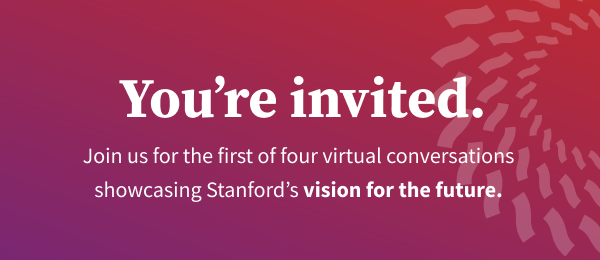 You’re invited.
Join us for the first of four virtual conversations
showcasing Stanford’s vision for the future.